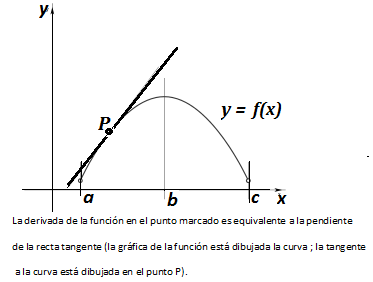 y
P
y = f(x)
a
b
c
x
La derivada de la función en el punto marcado es equivalente a la pendiente
de la recta tangente (la gráfica de la función está dibujada la curva ; la tangente
a la curva está dibujada en el punto P).